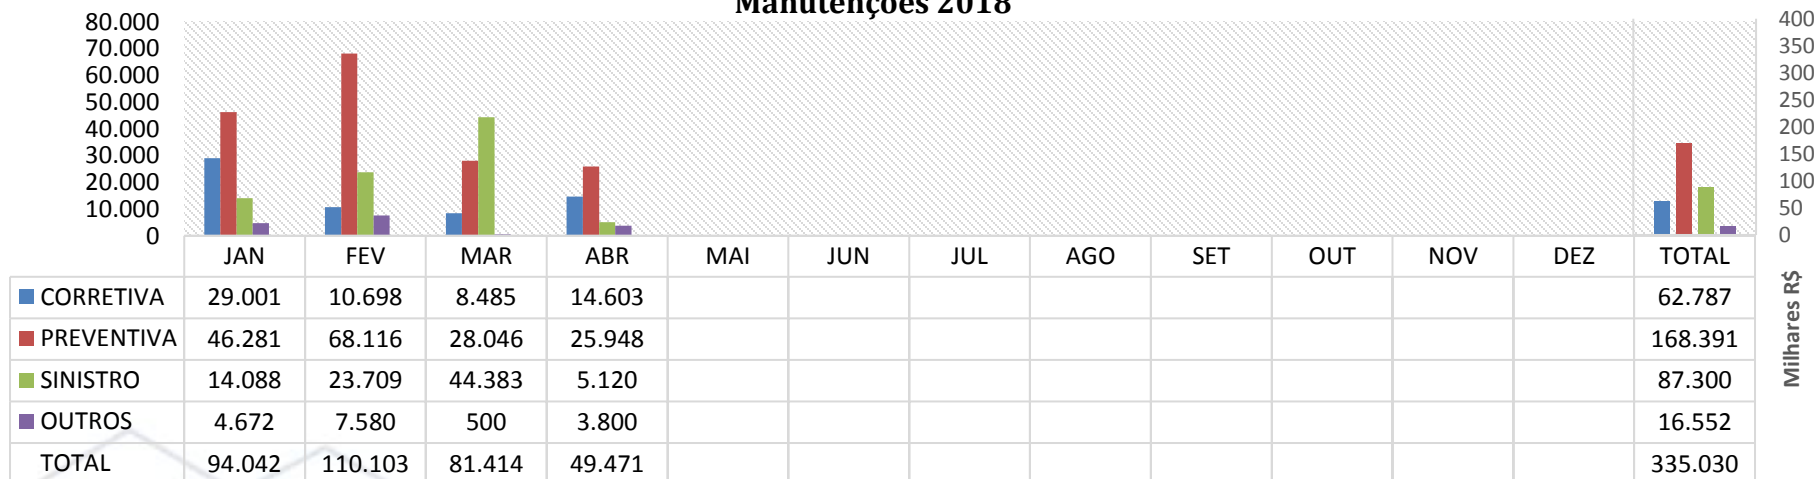 Manutenções 2018
80.000
70.000
60.000
50.000
40.000
30.000
20.000
10.000
0
400
350
300
250
200
150
100
50
0
Milhares R$
JAN FEV MAR ABR MAI JUN JUL AGO SET OUT NOV DEZ TOTAL
CORRETIVA 29.001 10.698 8.485 14.603 62.787
PREVENTIVA 46.281 68.116 28.046 25.948 168.391
SINISTRO 14.088 23.709 44.383 5.120 87.300
OUTROS 4.672 7.580 500 3.800 16.552
TOTAL 94.042 110.103 81.414 49.471 335.030